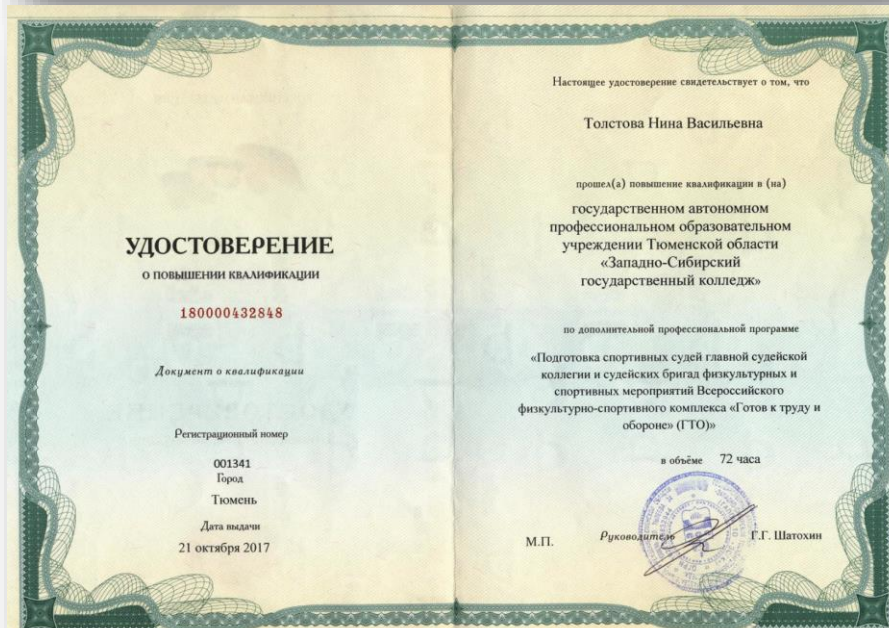 УДОСТОВЕРЕНИЕ
О ПОВЫШЕНИИ КВАЛИФИКАЦИИ
180000432848
Документ о квалификации
Регистрационный номер
001341
Город
Тюмень
Дата выдачи
21 октября 2017
Настоящее удостоверение свидетельствует о том, что
Толстова Нина Васильевна
прошел(а) повышение квалификации в (на)
государственном автономном
профессиональном образовательном
учреждении Тюменской области
«Западно-Сибирский
государственный колледж»
по дополнительной профессиональной программе
«Подготовка спортивных судей главной судейской
коллегии и судейских бригад физкультурных и
спортивных мероприятий Всероссийского
физкультурно-спортивного комплекса «Готов к труду и
обороне» (ГТО)»
в объёме 72 часа
М.П. Руководитель Г.Г. Шатохин